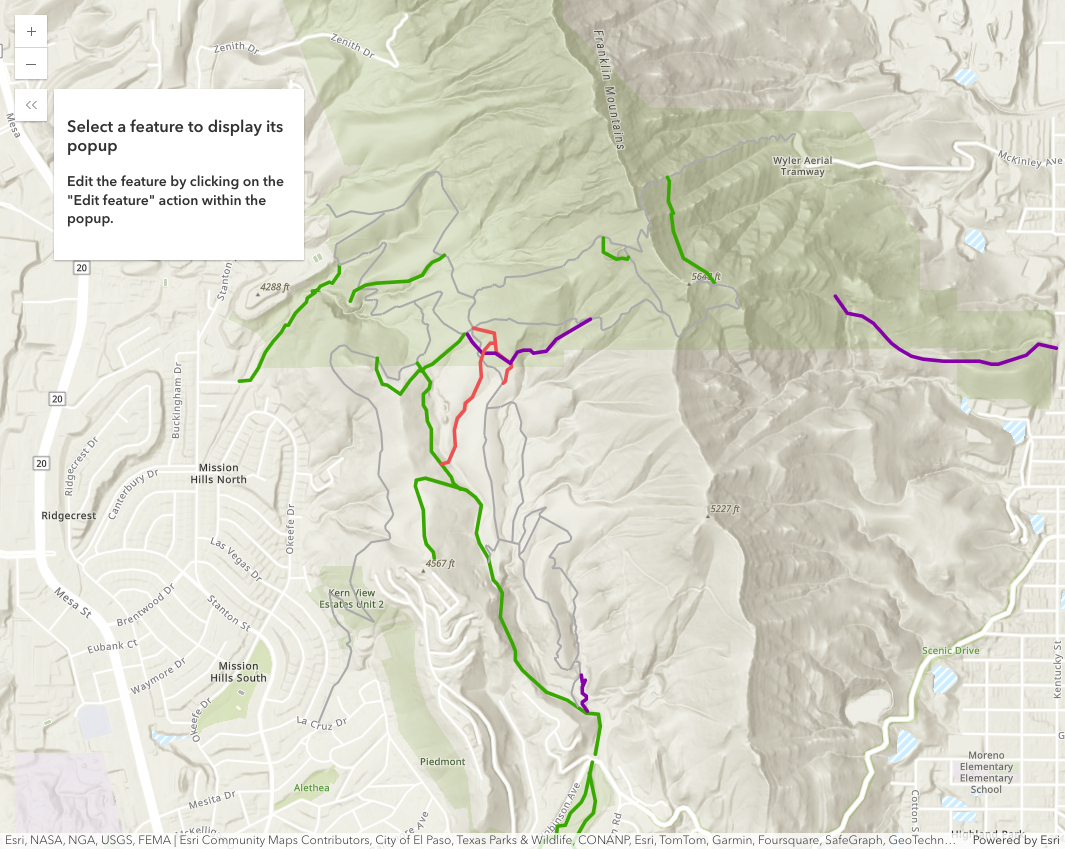 Zenith Dr
Zenith Dr
+
−
Mesa
Select a feature to display its
popup
Edit the feature by clicking on the
"Edit feature" action within the
popup.
Franklin Mountains
Wyler Aerial
Tramway
McKinley Ave
20
Stanton
4288 ft
20
Buckingham Dr
20
Ridgecrest Dr
Canterbury Dr
Mission
Hills North
Ridgecrest
Okeefe Dr
5227 ft
Las Vegas Dr
4567 ft
Mesa St
Brentwood Dr
Stanton St
Kern View
Estates Unit 2
Eubank Ct
Waymore Dr
Mission
Hills South
Scenic Drive
Kentucky St
Okeefe Dr
La Cruz Dr
Piedmont
Alethea
Mesita Dr
Moreno
Elementary
Elementary
School
Cotton S
Esri, NASA, NGA, USGS, FEMA | Esri Community Maps Contributors, City of El Paso, Texas Parks & Wildlife, CONANP, Esri, TomTom, Garmin, Foursquare, SafeGraph, GeoTechn…
Powered by Esri